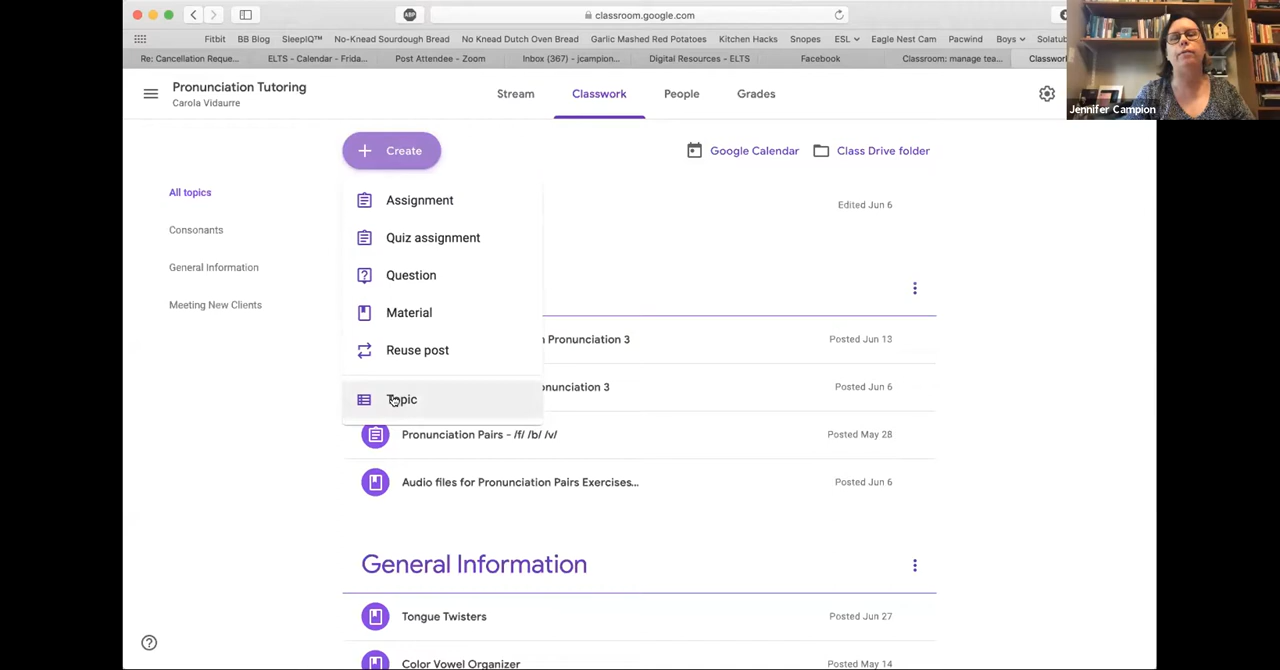 classroom.google.com
Fitbit BB Blog SleepIQ™ No-Knead Sourdough Bread No Knead Dutch Oven Bread Garlic Mashed Red Potatoes Kitchen Hacks Snopes ESL Eagle Nest Cam Pacwind Boys Solatub
Re: Cancellation Reque... ELTS - Calendar - Frida... Post Attendee - Zoom Inbox (367) - jcampion... Digital Resources - ELTS Facebook Classroom: manage tea... Classwork
Pronunciation Tutoring
Carola Vidaurre
Stream Classwork People Grades
Jennifer Campion
+ Create
Google Calendar Class Drive folder
All topics
Consonants
General Information
Meeting New Clients
Assignment
Quiz assignment
Question
Material
Reuse post
Topic
Edited Jun 6
n Pronunciation 3 Posted Jun 13
onunciation 3 Posted Jun 6
Pronunciation Pairs - /f/ /b/ /v/ Posted May 28
Audio files for Pronunciation Pairs Exercises... Posted Jun 6
General Information
Tongue Twisters Posted Jun 27
Color Vowel Organizer Posted May 14